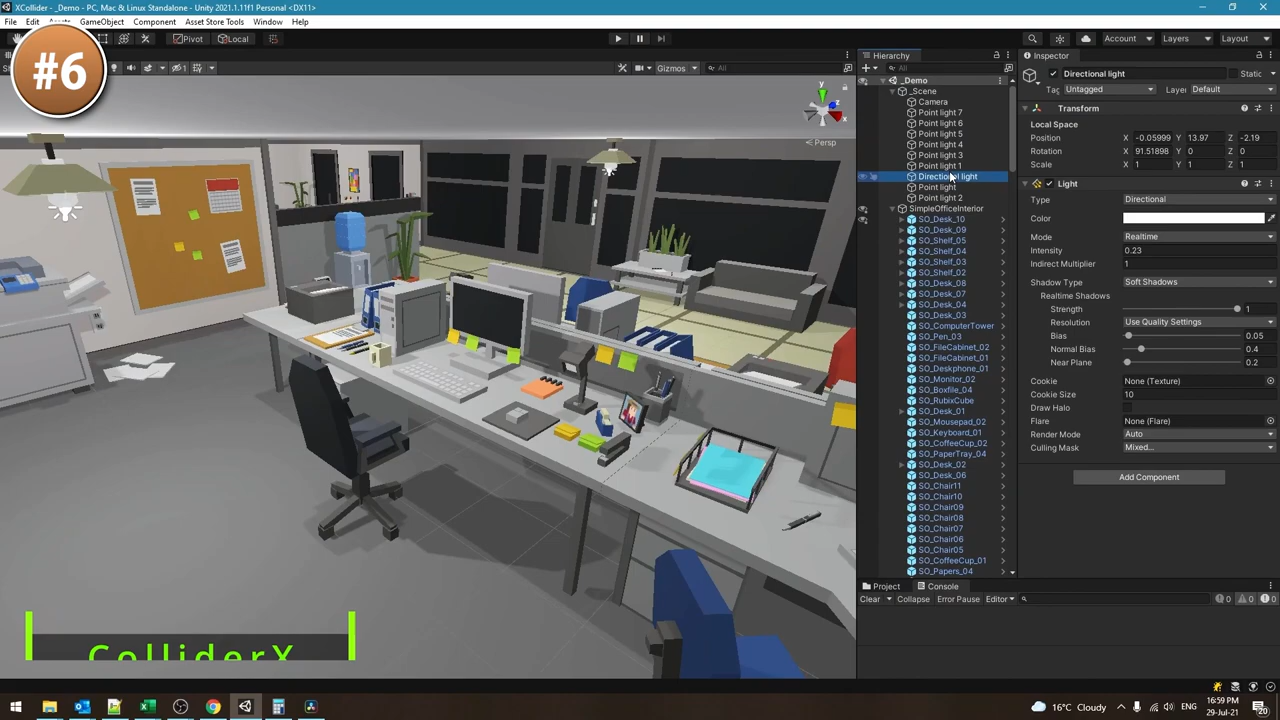 XCollider - _Demo - PC, Mac & Linux Standalone - Unity 2021.1.11f1 Personal <DX11>
File Edit Assets GameObject Component Asset Store Tools Window Help
Pivot Local
Account Layers Layout
#6
Gizmos All
y
x
Persp
Hierarchy
All
_Demo
_Scene
Camera
Point light 7
Point light 6
Point light 5
Point light 4
Point light 3
Point light 1
Directional light
Point light
Point light 2
SimpleOfficeInterior
SO_Desk_10
SO_Desk_09
SO_Shelf_05
SO_Shelf_04
SO_Shelf_03
SO_Shelf_02
SO_Desk_08
SO_Desk_07
SO_Desk_04
SO_Desk_03
SO_ComputerTower
SO_Pen_03
SO_FileCabinet_02
SO_FileCabinet_01
SO_Deskphone_01
SO_Monitor_02
SO_Boxfile_04
SO_RubixCube
SO_Desk_01
SO_Mousepad_02
SO_Keyboard_01
SO_CoffeeCup_02
SO_PaperTray_04
SO_Desk_02
SO_Desk_06
SO_Chair11
SO_Chair10
SO_Chair09
SO_Chair08
SO_Chair07
SO_Chair06
SO_Chair05
SO_CoffeeCup_01
SO_Papers_04
Inspector
Directional light Static
Tag Untagged Layer Default
Transform
Local Space
Position X -0.05999 Y 13.97 Z -2.19
Rotation X 91.51898 Y 0 Z 0
Scale X 1 Y 1 Z 1
Light
Type Directional
Color
Mode Realtime
Intensity 0.23
Indirect Multiplier 1
Shadow Type Soft Shadows
Realtime Shadows
Strength 1
Resolution Use Quality Settings
Bias 0.05
Normal Bias 0.4
Near Plane 0.2
Cookie None (Texture)
Cookie Size 10
Draw Halo
Flare None (Flare)
Render Mode Auto
Culling Mask Mixed...
Add Component
Project Console
Clear Collapse Error Pause Editor 0 0 0
ColliderX
16°C Cloudy
16:59 PM
29-Jul-21
20